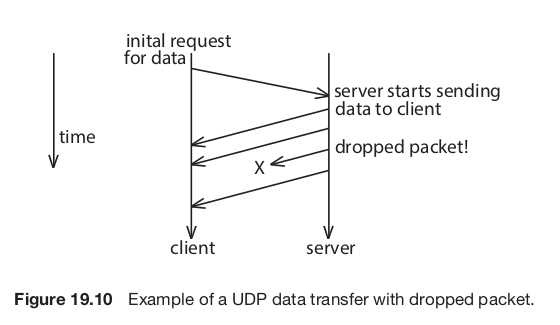 inital request
for data
server starts sending
data to client
time
dropped packet!
X
client
server
Figure 19.10 Example of a UDP data transfer with dropped packet.